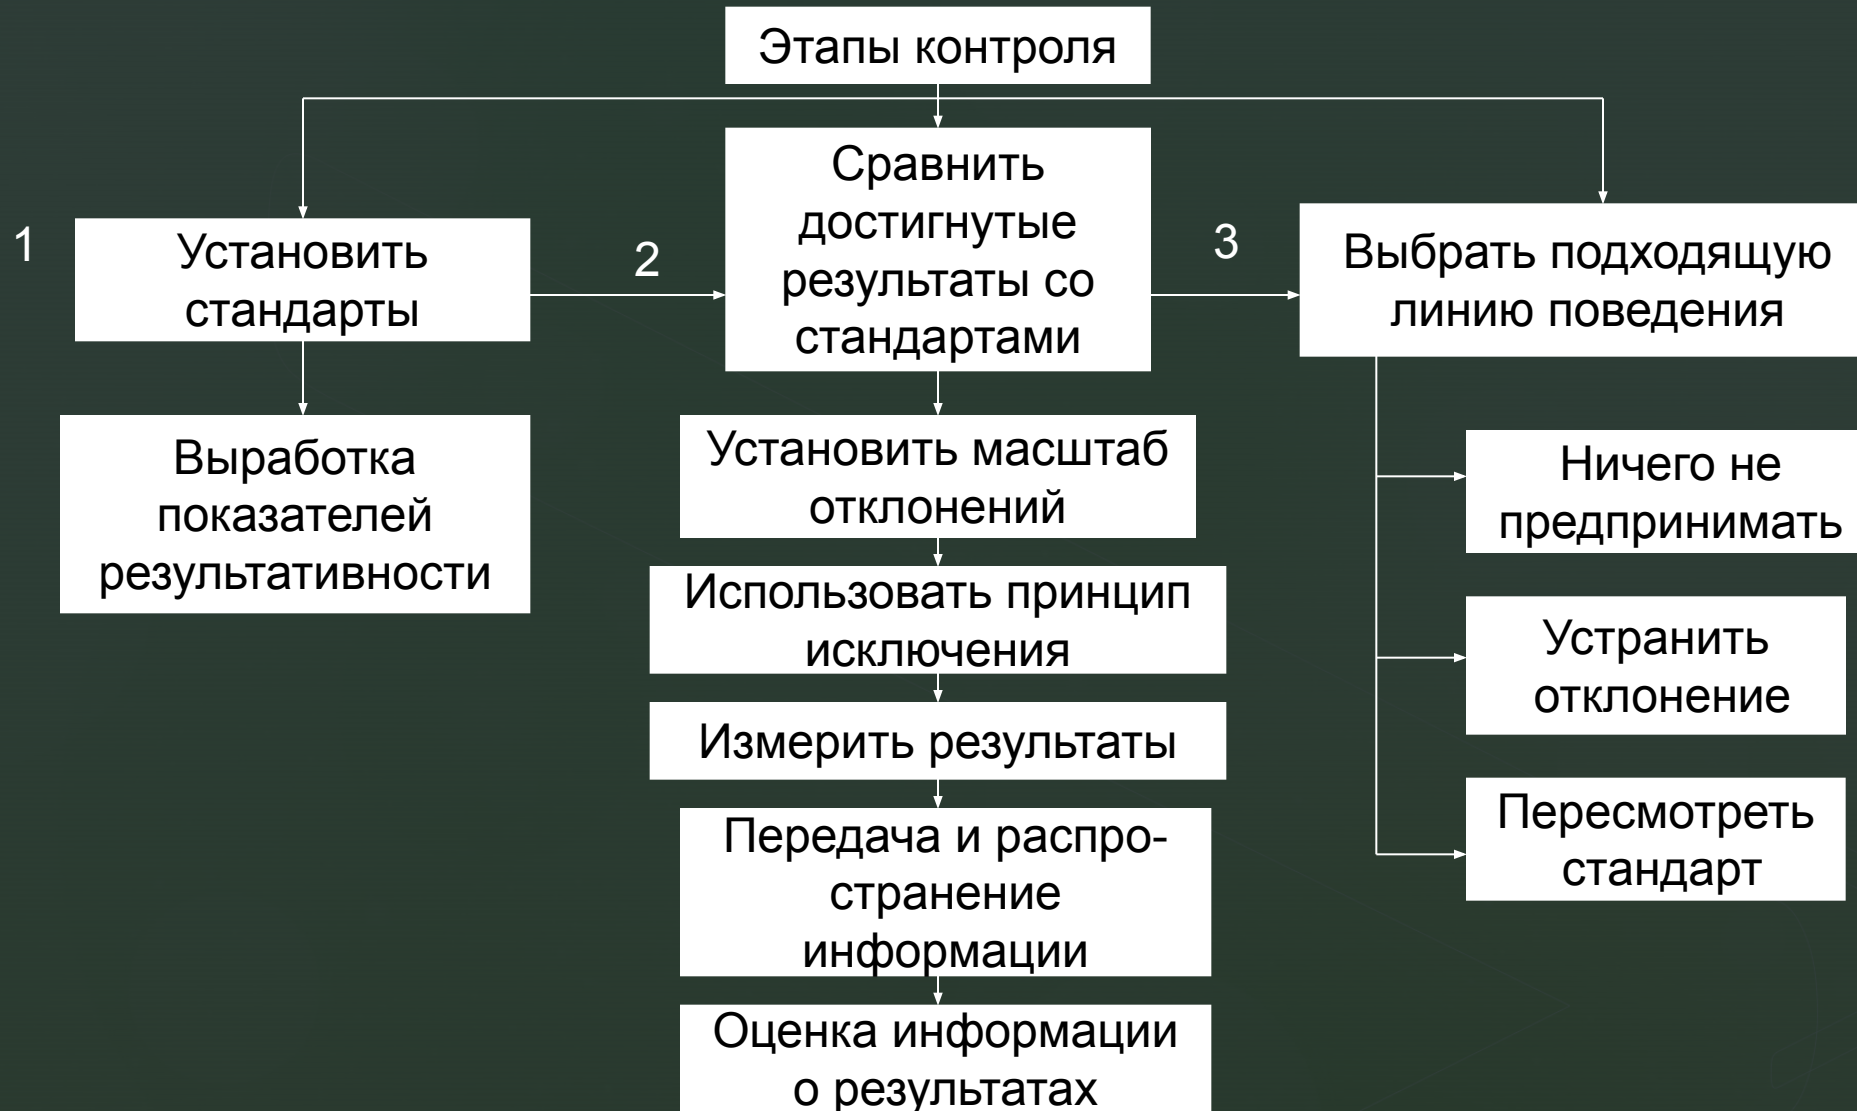 Этапы контроля
1
Установить
стандарты
Выработка
показателей
результативности
2
Сравнить
достигнутые
результаты со
стандартами
Установить масштаб
отклонений
Использовать принцип
исключения
Измерить результаты
Передача и распро-
странение
информации
Оценка информации
о результатах
3
Выбрать подходящую
линию поведения
Ничего не
предпринимать
Устранить
отклонение
Пересмотреть
стандарт